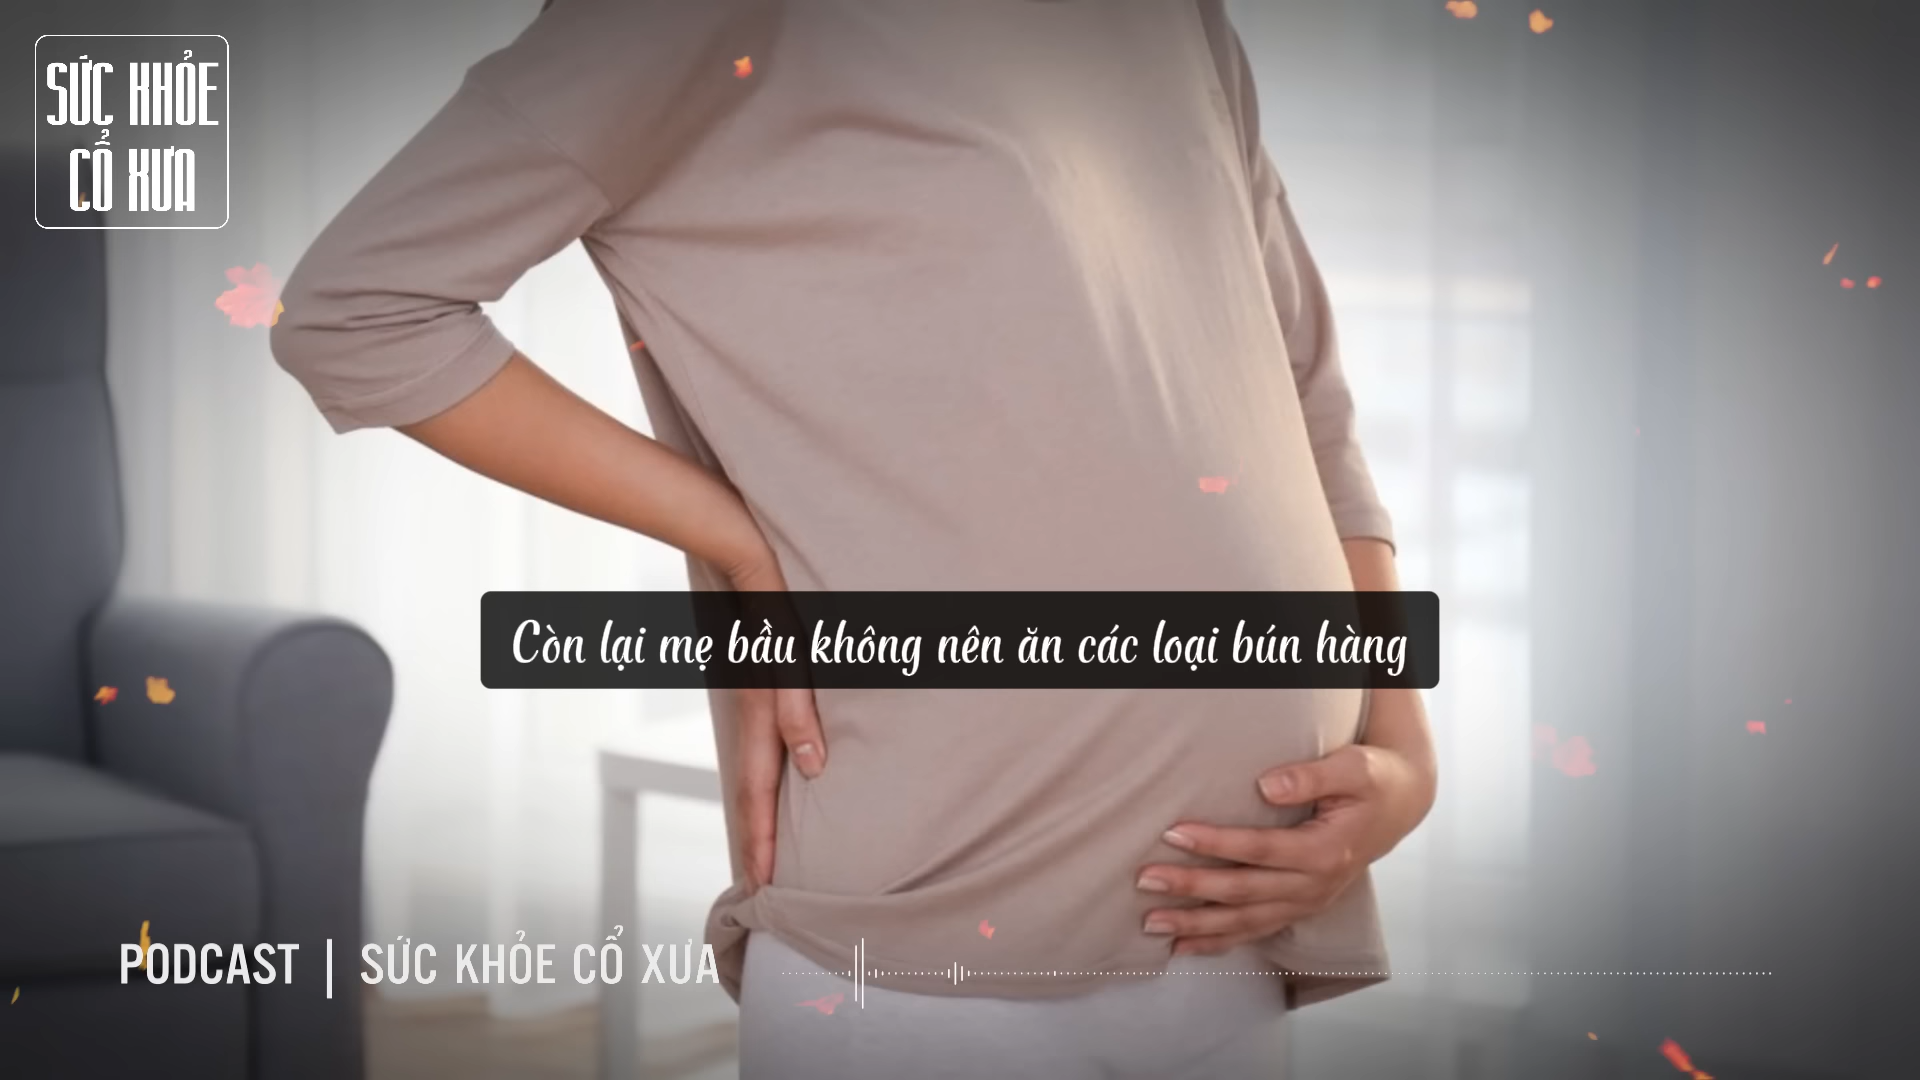 SỨC KHỎE
CỔ XƯA
Còn lại mẹ bầu không nên ăn các loại bún hàng
PODCAST | SỨC KHỎE CỔ XƯA